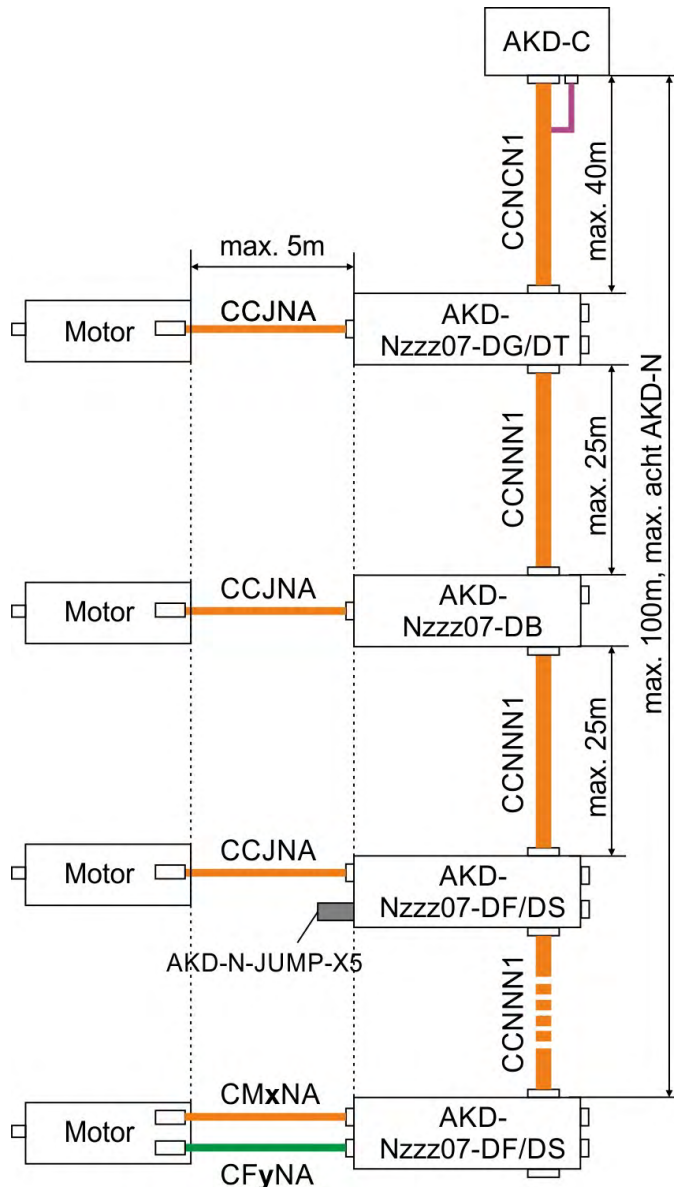 AKD-C
CCNCN1
max. 40m
max. 5m
Motor
CCJNA
AKD-
Nzzz07-DG/DT
CCNNN1
max. 25m
max. 100m, max. acht AKD-N
Motor
CCJNA
AKD-
Nzzz07-DB
CCNNN1
max. 25m
Motor
CCJNA
AKD-
Nzzz07-DF/DS
AKD-N-JUMP-X5
CCNNN1
Motor
CMxNA
CFyNA
AKD-
Nzzz07-DF/DS